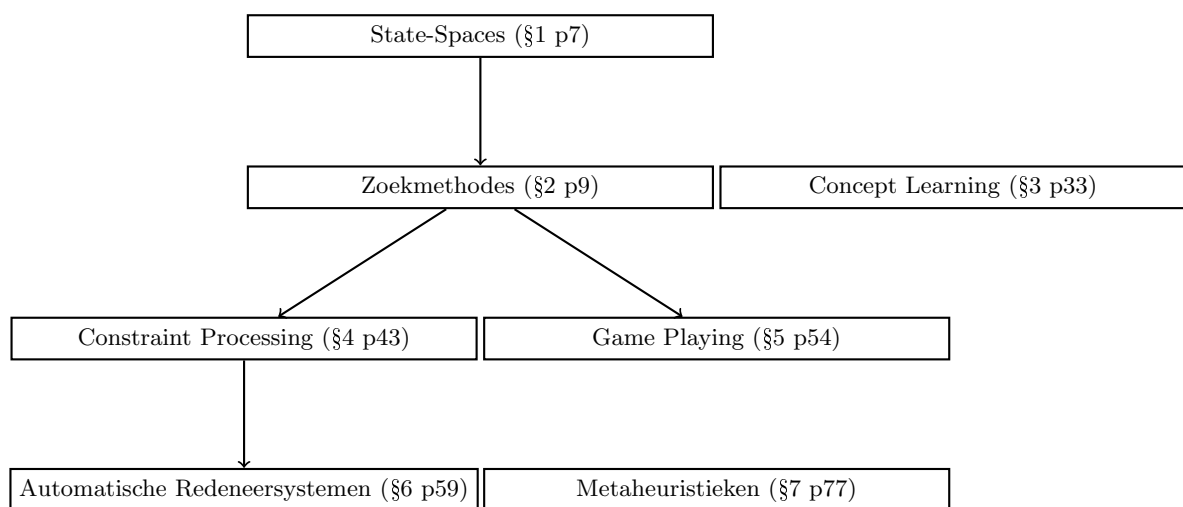 State-Spaces (§1 p7)
Zoekmethodes (§2 p9)
Concept Learning (§3 p33)
Constraint Processing (§4 p43)
Game Playing (§5 p54)
Automatische Redeneersystemen (§6 p59)
Metaheuristieken (§7 p77)